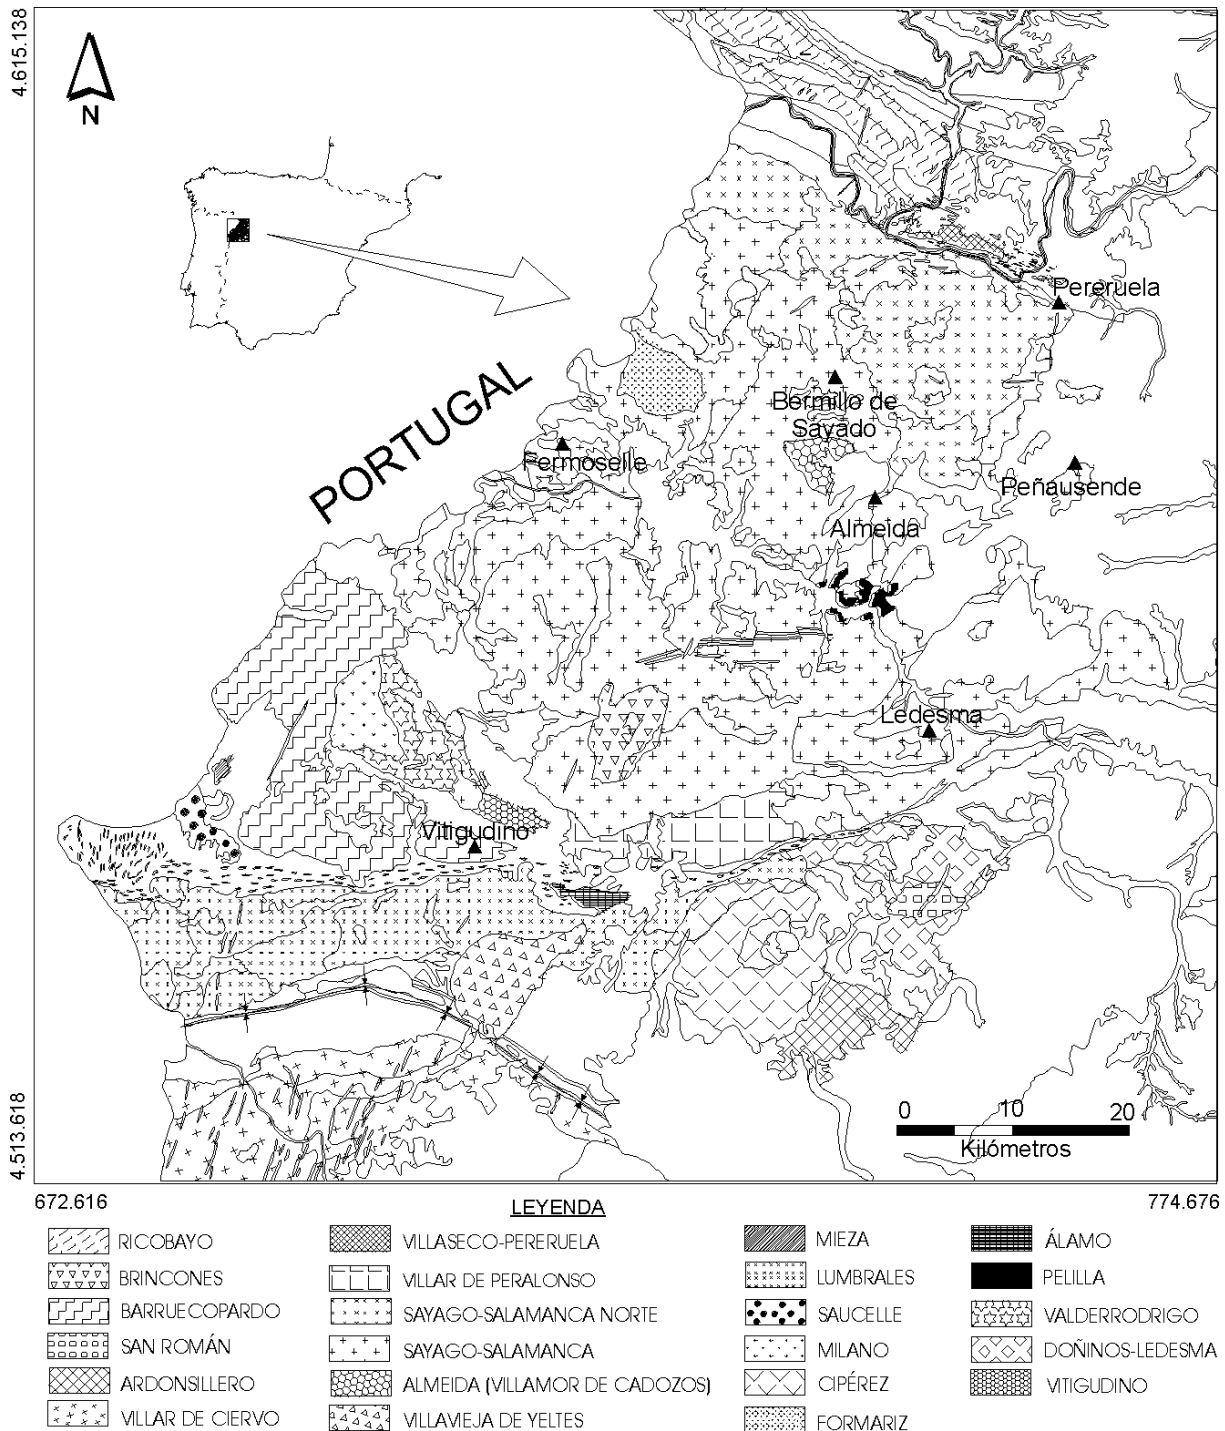 4.615.138
N
2
PORTUGAL
Pereruela
Bermillo de
Sayado
Fermoselle
Peñausende
Almeida
Ledesma
Vitigudino
0 10 20
Kilómetros
4.513.618
672.616
774.676
LEYENDA
RICOBAYO
BRINCONES
BARRUECOPARDO
SAN ROMÁN
ARDONSILLERO
VILLAR DE CIERVO
VILLASECO-PERERUELA
VILLAR DE PERALONSO
SAYAGO-SALAMANCA NORTE
SAYAGO-SALAMANCA
ALMEIDA (VILLAMOR DE CADOZOS)
VILLAVIEJA DE YELTES
MIEZA
LUMBRALES
SAUCELLE
MILANO
CIPÉREZ
FORMARIZ
ÁLAMO
PELILLA
VALDERRODRIGO
DOÑINOS-LEDESMA
VITIGUDINO